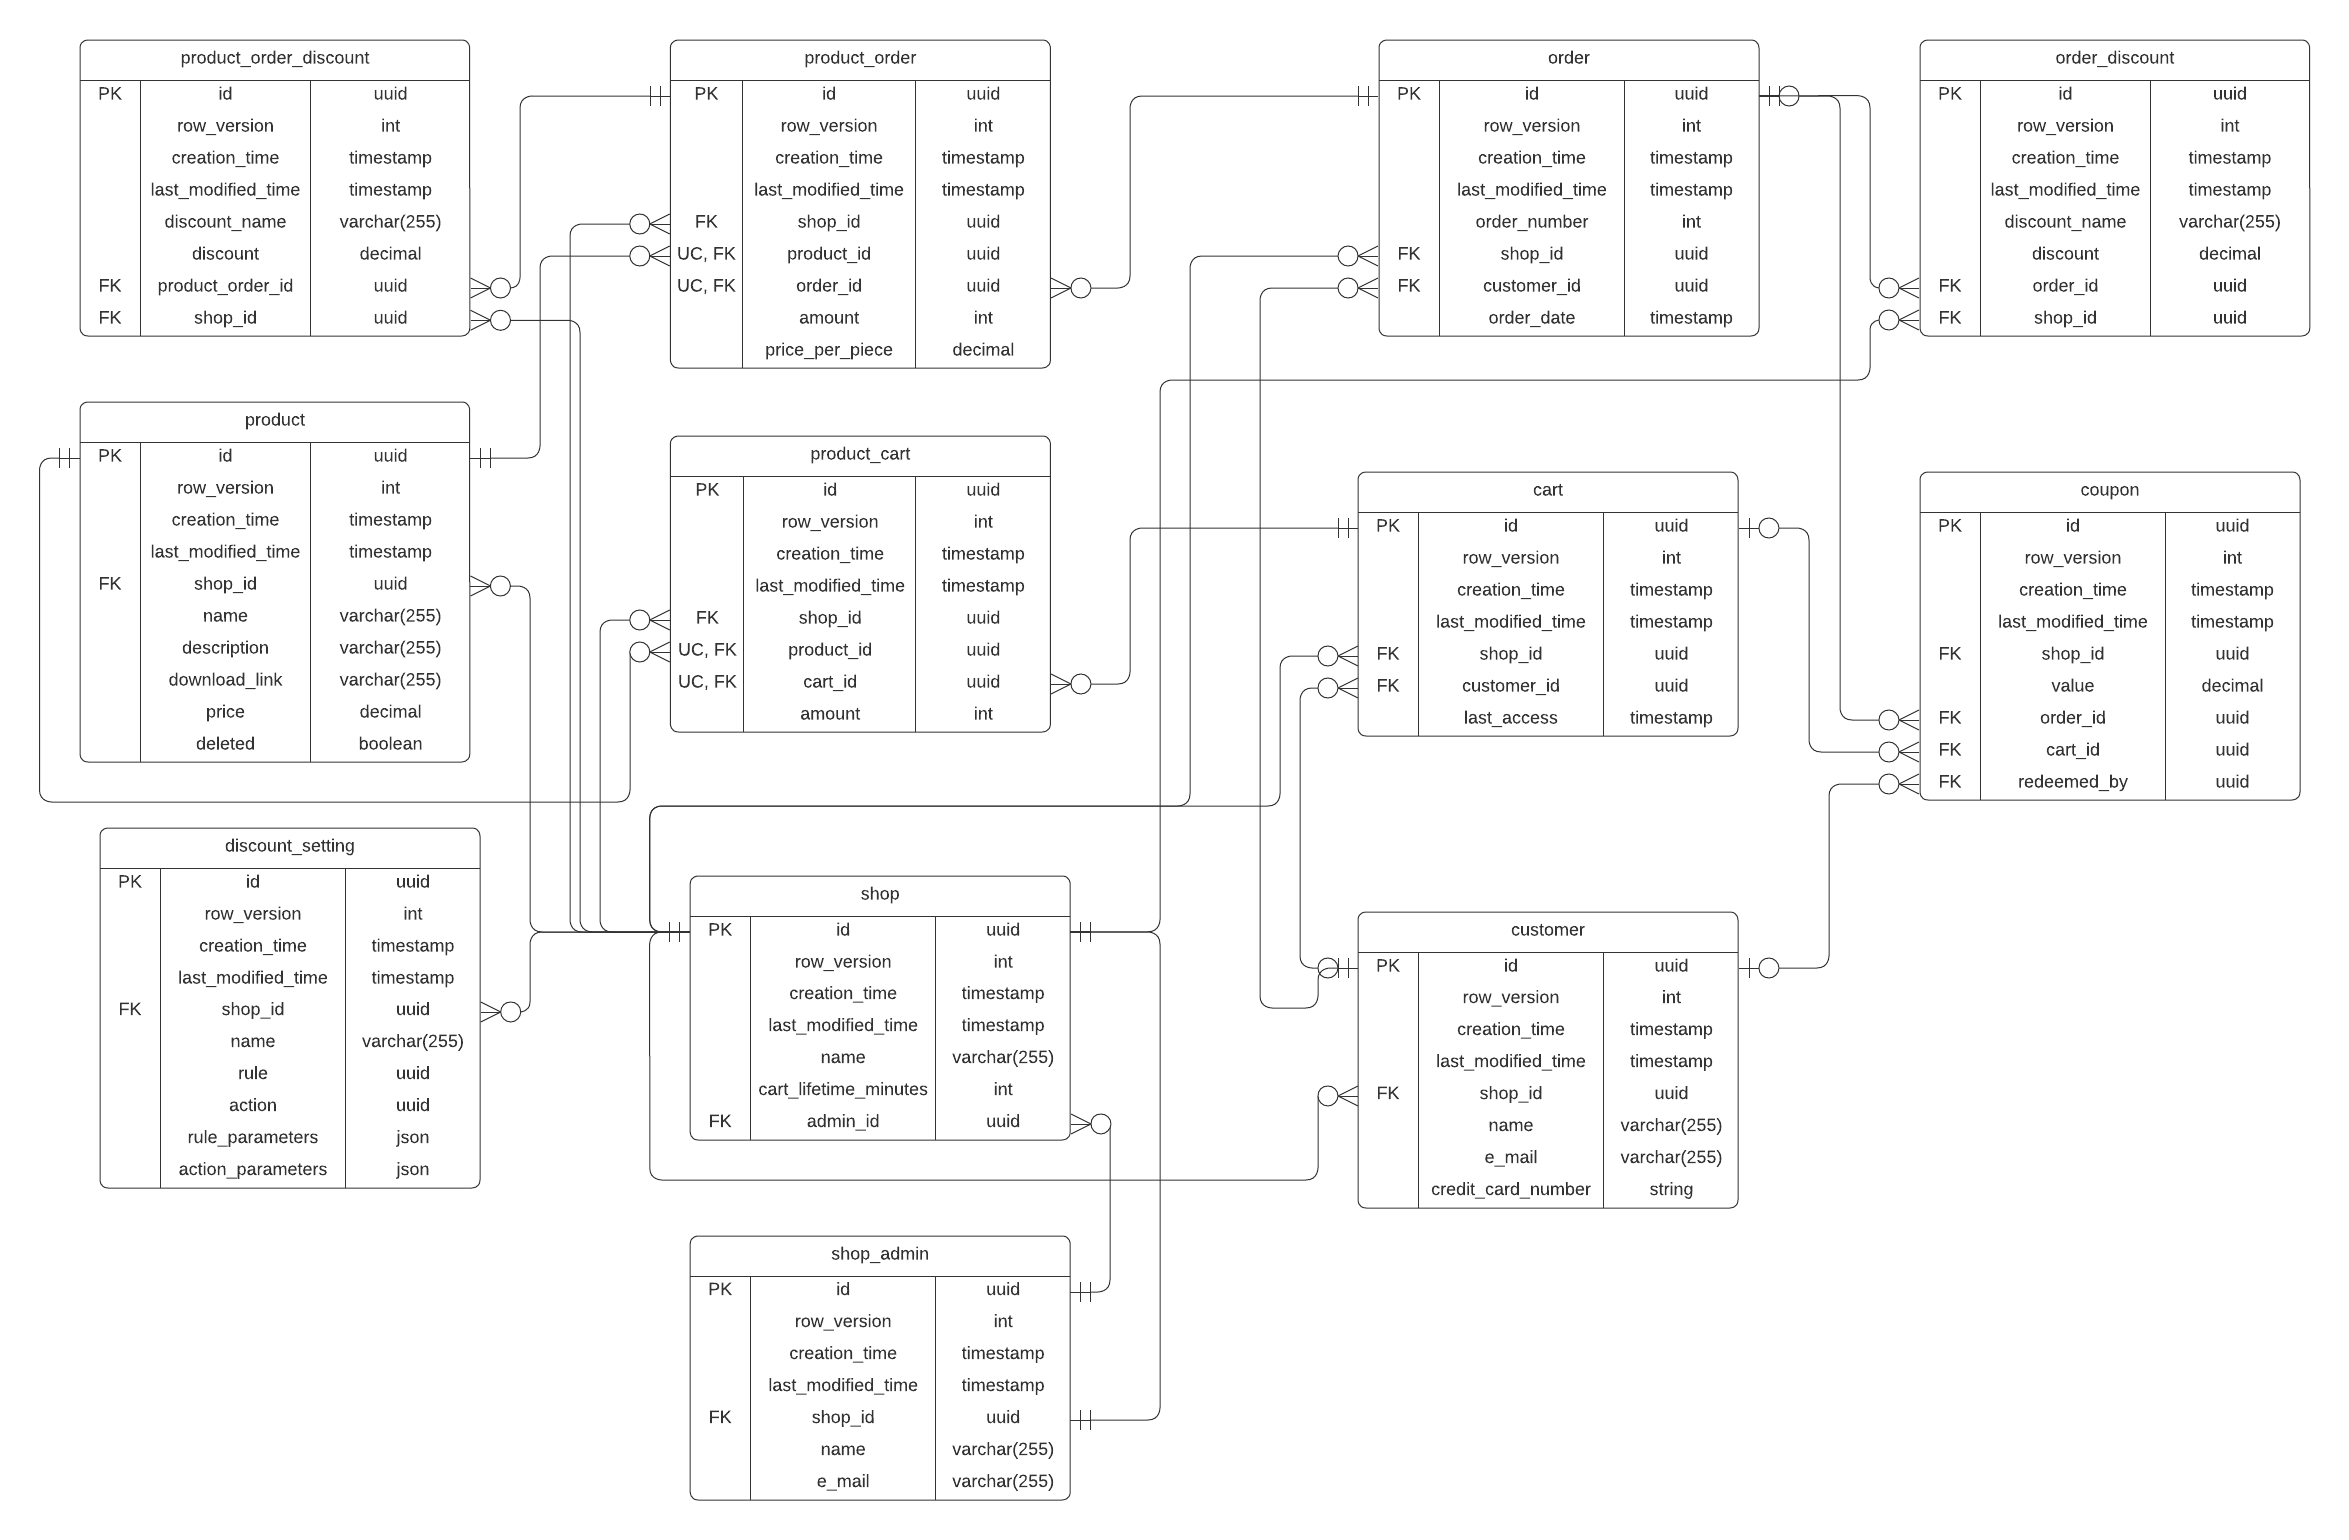 product_order_discount
PK id uuid
row_version int
creation_time timestamp
last_modified_time timestamp
discount_name varchar(255)
discount decimal
FK product_order_id uuid
FK shop_id uuid
product_order
PK id uuid
row_version int
creation_time timestamp
last_modified_time timestamp
FK shop_id uuid
UC, FK product_id uuid
UC, FK order_id uuid
amount int
price_per_piece decimal
order
PK id uuid
row_version int
creation_time timestamp
last_modified_time timestamp
order_number int
FK shop_id uuid
FK customer_id uuid
order_date timestamp
order_discount
PK id uuid
row_version int
creation_time timestamp
last_modified_time timestamp
discount_name varchar(255)
discount decimal
FK order_id uuid
FK shop_id uuid
product
PK id uuid
row_version int
creation_time timestamp
last_modified_time timestamp
FK shop_id uuid
name varchar(255)
description varchar(255)
download_link varchar(255)
price decimal
deleted boolean
product_cart
PK id uuid
row_version int
creation_time timestamp
last_modified_time timestamp
FK shop_id uuid
UC, FK product_id uuid
UC, FK cart_id uuid
amount int
cart
PK id uuid
row_version int
creation_time timestamp
last_modified_time timestamp
FK shop_id uuid
FK customer_id uuid
last_access timestamp
coupon
PK id uuid
row_version int
creation_time timestamp
last_modified_time timestamp
FK shop_id uuid
value decimal
FK order_id uuid
FK cart_id uuid
FK redeemed_by uuid
discount_setting
PK id uuid
row_version int
creation_time timestamp
last_modified_time timestamp
FK shop_id uuid
name varchar(255)
rule uuid
action uuid
rule_parameters json
action_parameters json
shop
PK id uuid
row_version int
creation_time timestamp
last_modified_time timestamp
name varchar(255)
cart_lifetime_minutes int
FK admin_id uuid
customer
PK id uuid
row_version int
creation_time timestamp
last_modified_time timestamp
FK shop_id uuid
name varchar(255)
e_mail varchar(255)
credit_card_number string
shop_admin
PK id uuid
row_version int
creation_time timestamp
last_modified_time timestamp
FK shop_id uuid
name varchar(255)
e_mail varchar(255)